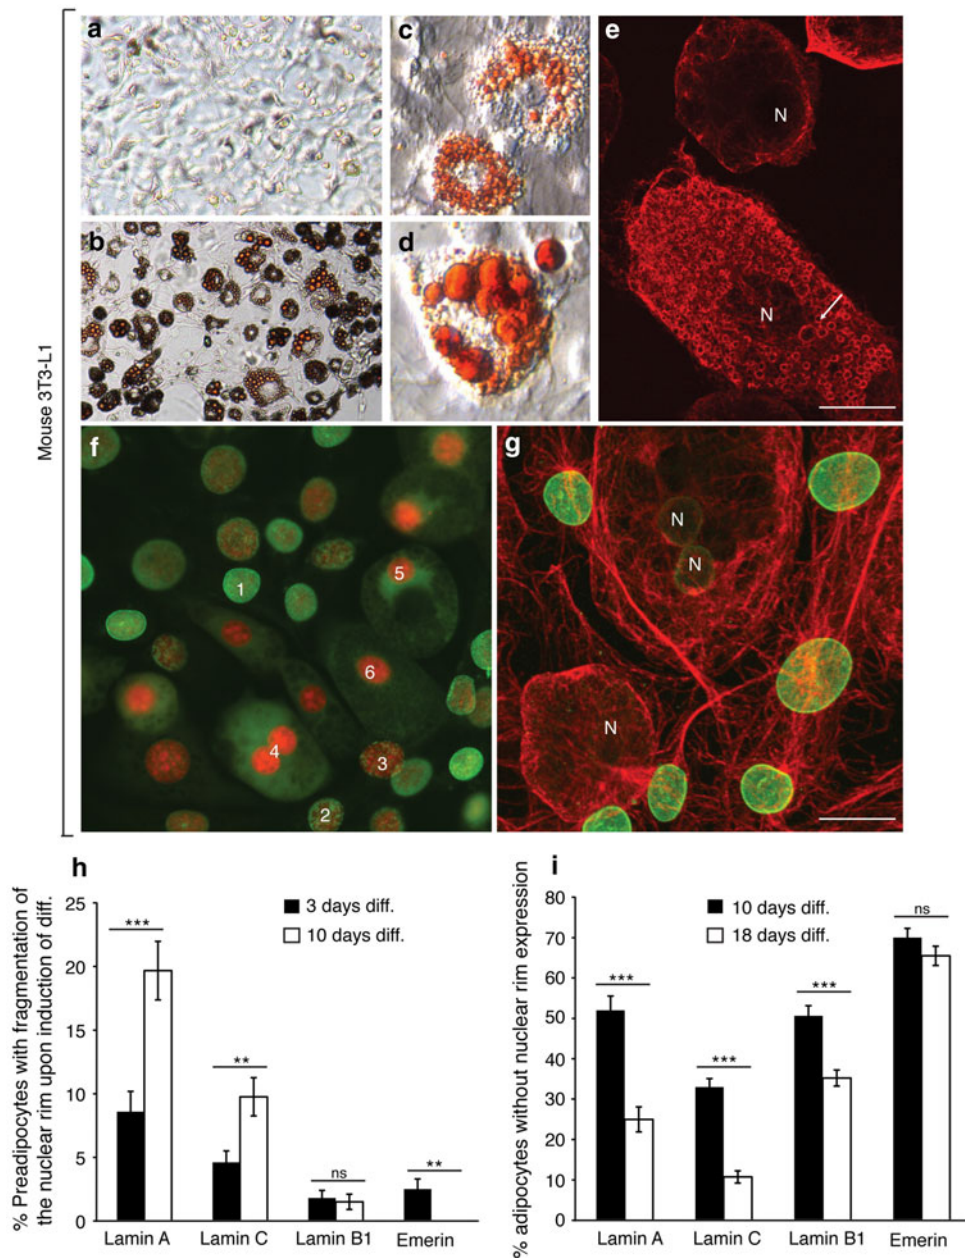 Mouse 3T3-L1
a
b
c
d
e
N
N
f
1
2
3
4
5
6
g
N
N
N
h
% Preadipocytes with fragmentation of
the nuclear rim upon induction of diff.
25
20
15
10
5
0
3 days diff.
10 days diff.
***
**
ns
**
Lamin A Lamin C Lamin B1 Emerin
i
% adipocytes without nuclear rim expression
80
70
60
50
40
30
20
10
0
10 days diff.
18 days diff.
***
***
***
ns
Lamin A Lamin C Lamin B1 Emerin